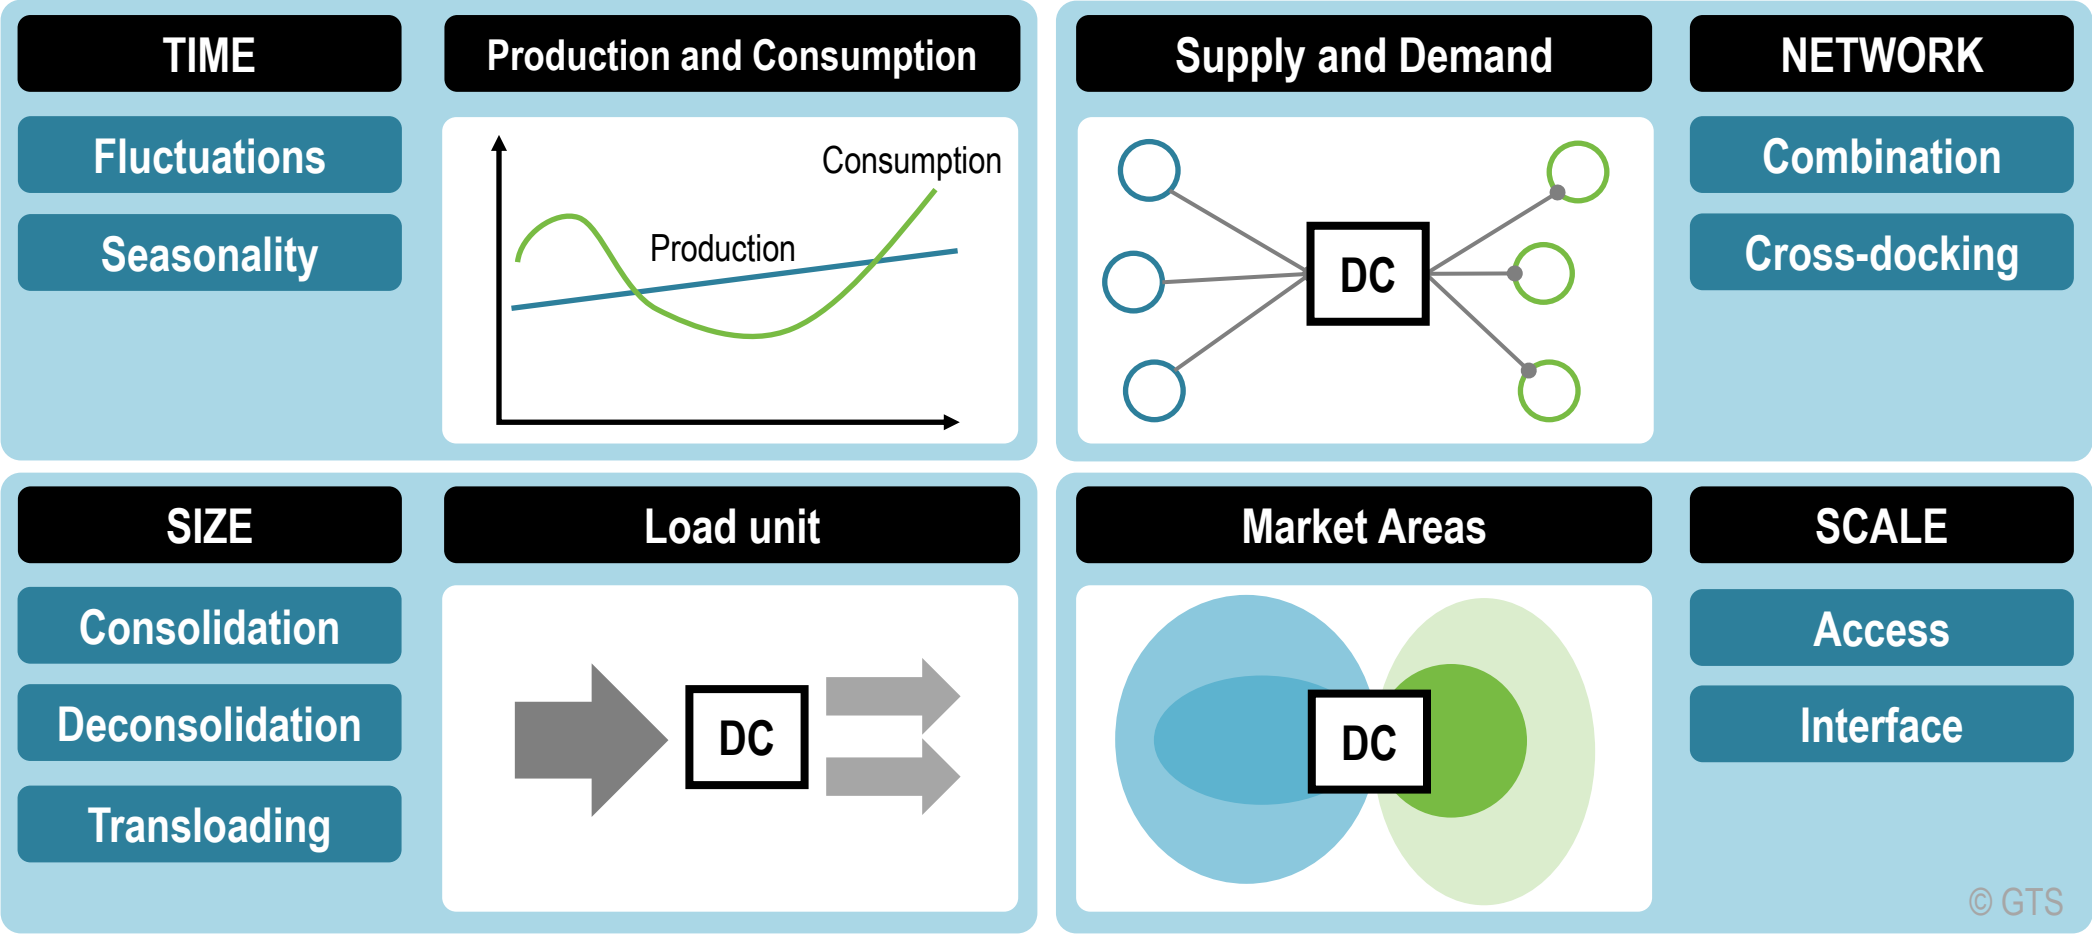 TIME
Production and Consumption
Fluctuations
Seasonality
Consumption
Production
Supply and Demand
NETWORK
DC
Combination
Cross-docking
SIZE
Load unit
Consolidation
Deconsolidation
Transloading
DC
Market Areas
SCALE
DC
Access
Interface
© GTS